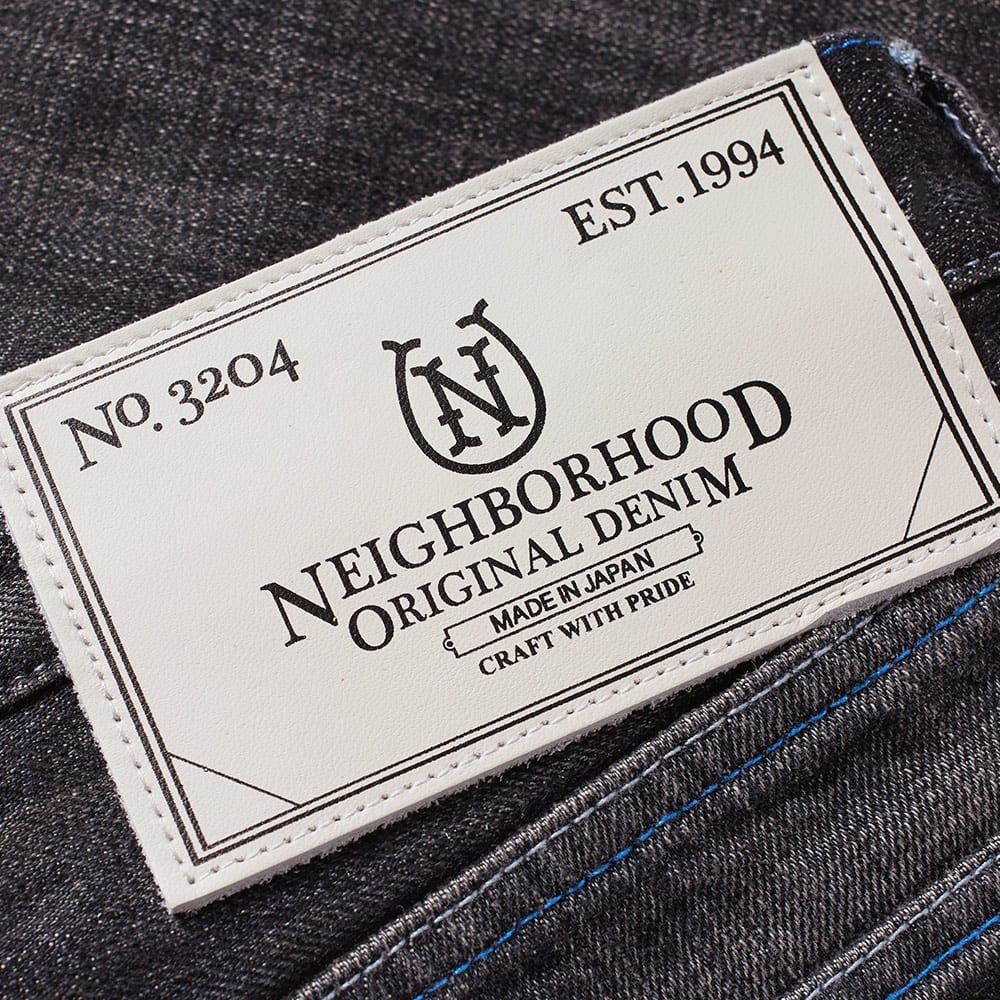 No. 3204
EST. 1994
N
NEIGHBORHOOD
ORIGINAL DENIM
MADE IN JAPAN
CRAFT WITH PRIDE